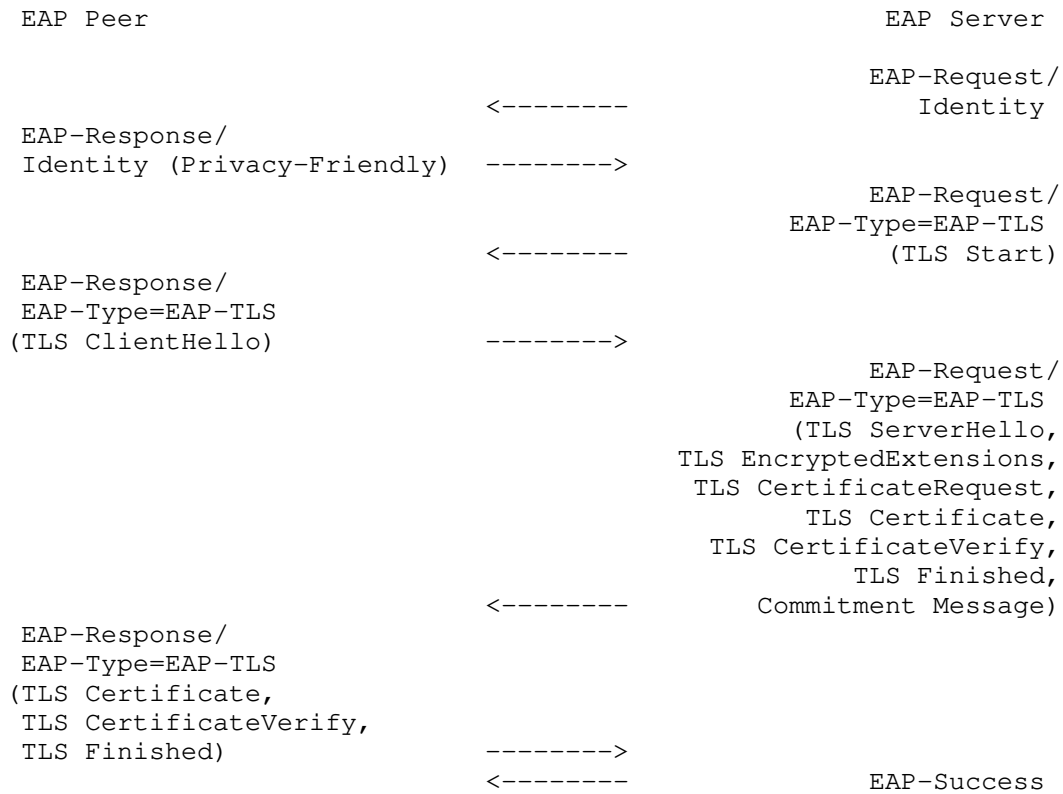 EAP Peer EAP Server
EAP-Request/
<-------- Identity
EAP-Response/
Identity (Privacy-Friendly) -------->
EAP-Request/
EAP-Type=EAP-TLS
<-------- (TLS Start)
EAP-Response/
EAP-Type=EAP-TLS
(TLS ClientHello) -------->
EAP-Request/
EAP-Type=EAP-TLS
(TLS ServerHello,
TLS EncryptedExtensions,
TLS CertificateRequest,
TLS Certificate,
TLS CertificateVerify,
TLS Finished,
<-------- Commitment Message)
EAP-Response/
EAP-Type=EAP-TLS
(TLS Certificate,
TLS CertificateVerify,
TLS Finished) -------->
<-------- EAP-Success